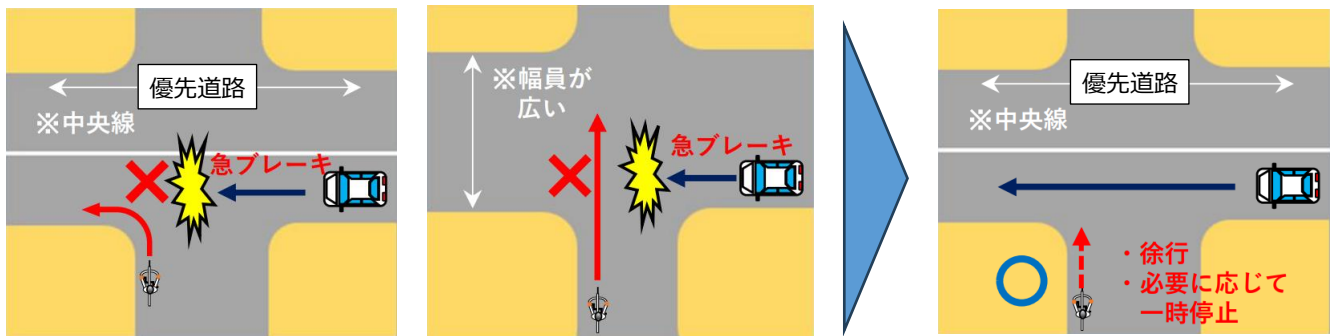 優先道路
※中央線
急ブレーキ
※幅員が
広い
急ブレーキ
優先道路
※中央線
・徐行
・必要に応じて
一時停止